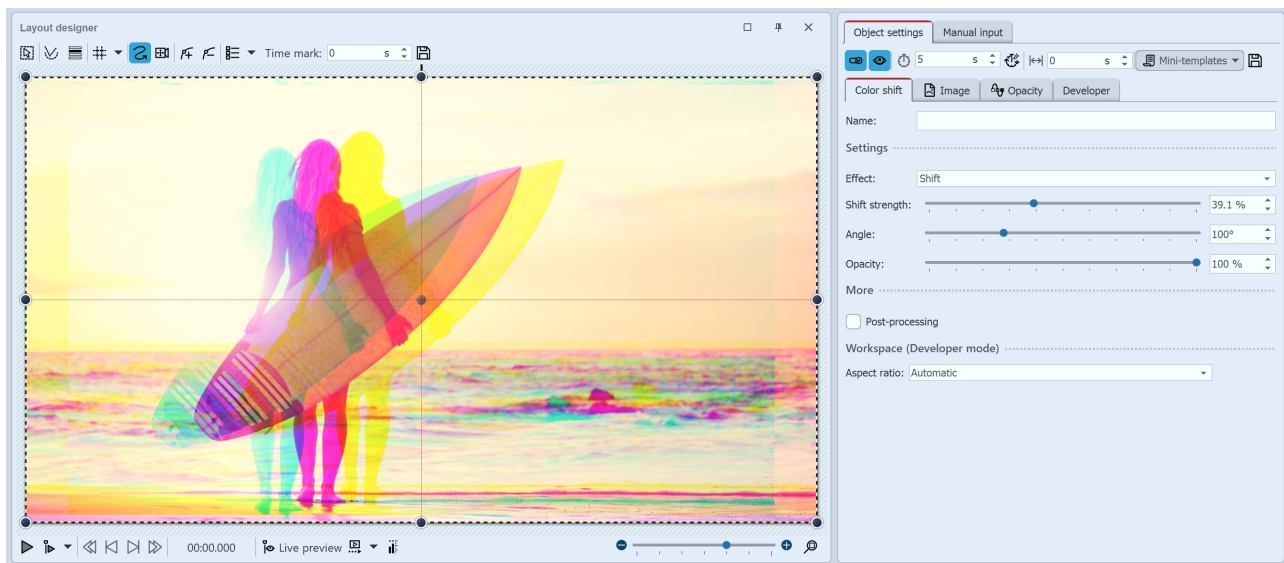 Layout designer
Time mark: 0 s
00:00.000 Live preview
Object settings Manual input
5 s 0 s Mini-templates
Color shift Image Opacity Developer
Name:
Settings
Effect: Shift
Shift strength: 39.1 %
Angle: 100°
Opacity: 100 %
More
Post-processing
Workspace (Developer mode)
Aspect ratio: Automatic